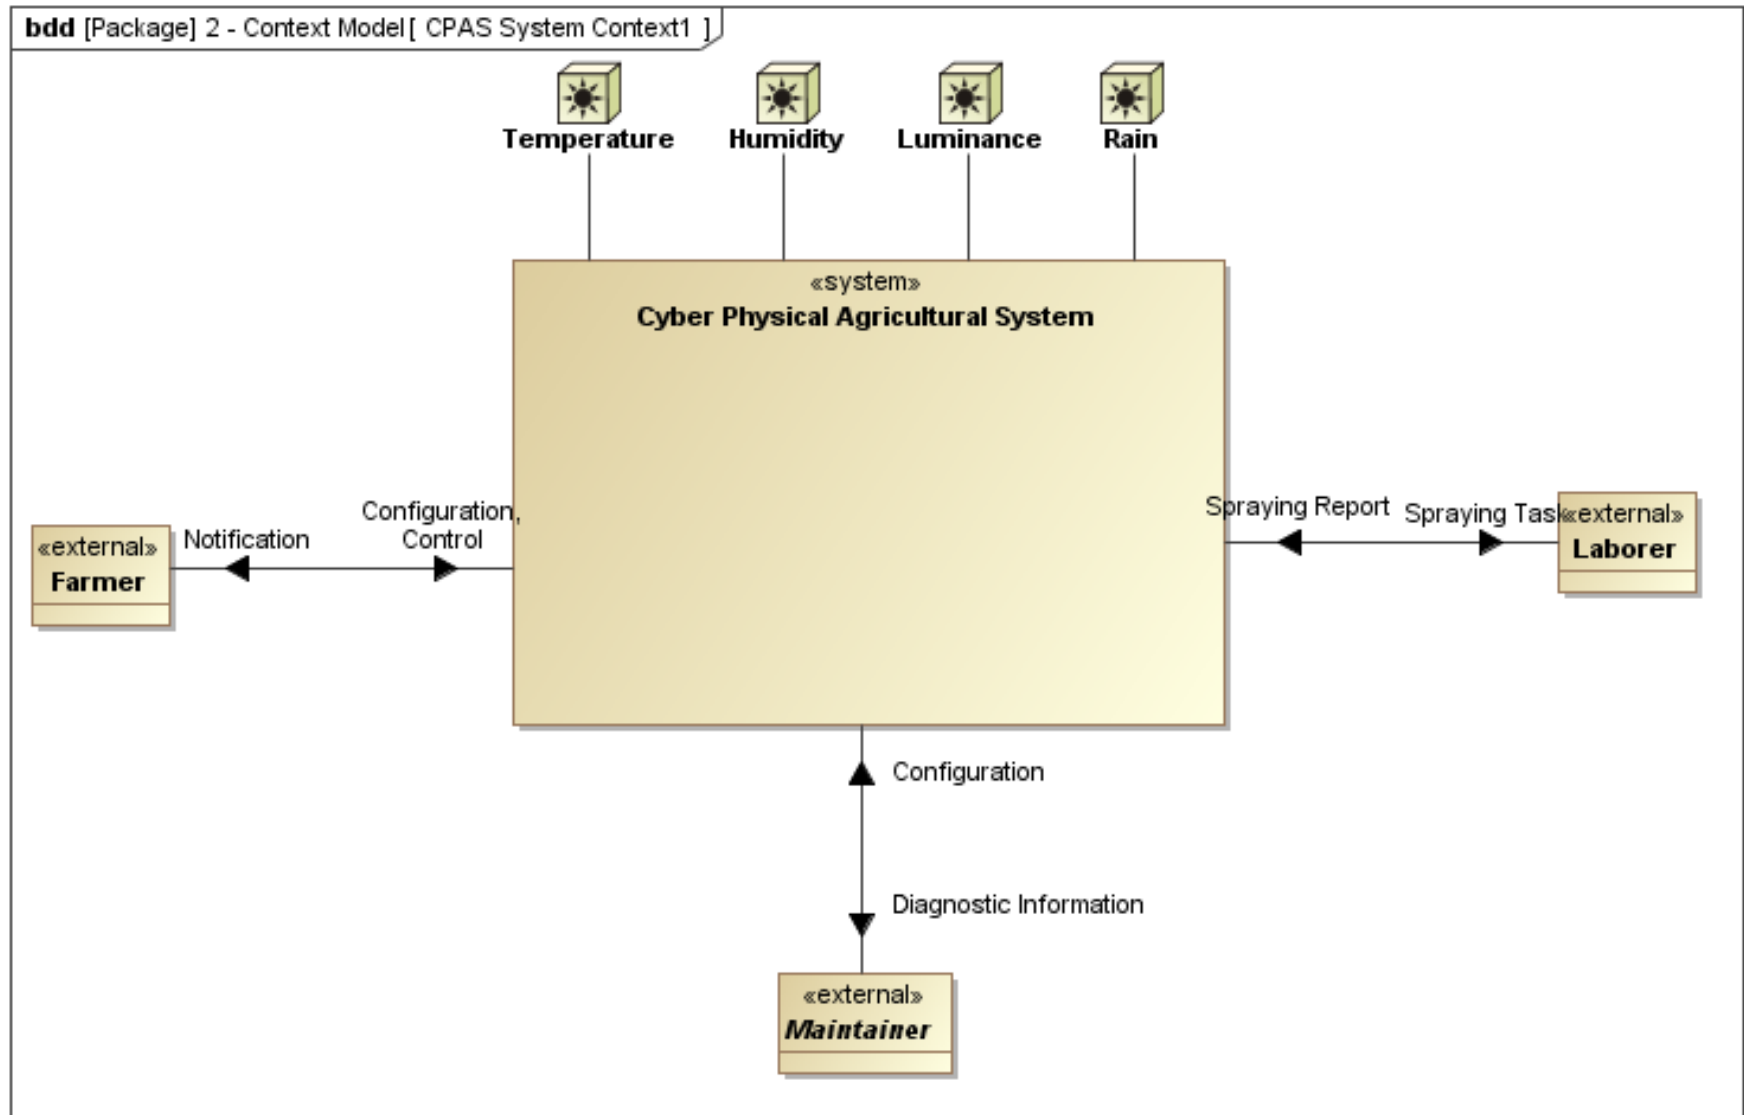 bdd [Package] 2 - Context Model[ CPAS System Context1 ]
Temperature
Humidity
Luminance
Rain
«system»
Cyber Physical Agricultural System
Configuration,
Control
Notification
«external»
Farmer
Spraying Report
Spraying Task
«external»
Laborer
Configuration
Diagnostic Information
«external»
Maintainer